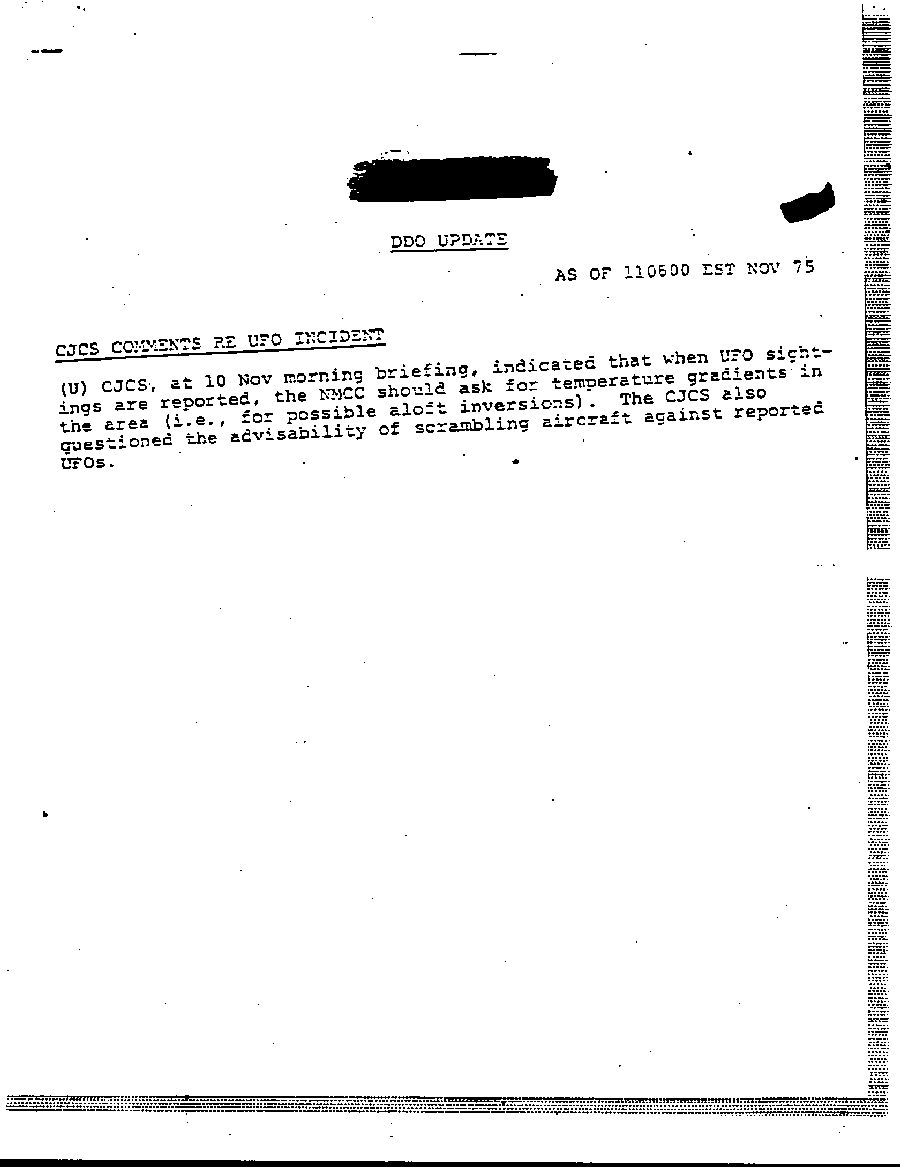 DDO UPDATE
AS OF 110600 EST NOV 75
CJCS COMMENTS RE UFO INCIDENT
(U) CJCS, at 10 Nov morning briefing, indicated that when UFO sight-
ings are reported, the NMCC should ask for temperature gradients in
the area (i.e., for possible aloft inversions). The CJCS also
questioned the advisability of scrambling aircraft against reported
UFOs.